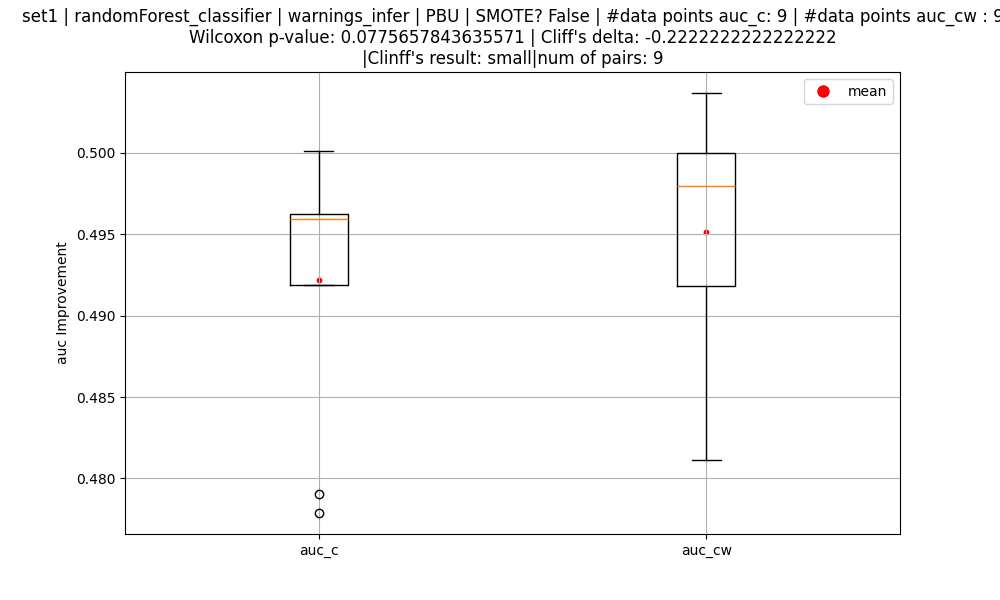 set1 | randomForest_classifier | warnings_infer | PBU | SMOTE? False | #data points auc_c: 9 | #data points auc_cw : 9
Wilcoxon p-value: 0.0775657843635571 | Cliff's delta: -0.2222222222222222
|Clinff's result: small|num of pairs: 9
mean
0.500
0.495
0.490
0.485
0.480
auc Improvement
auc_c
auc_cw